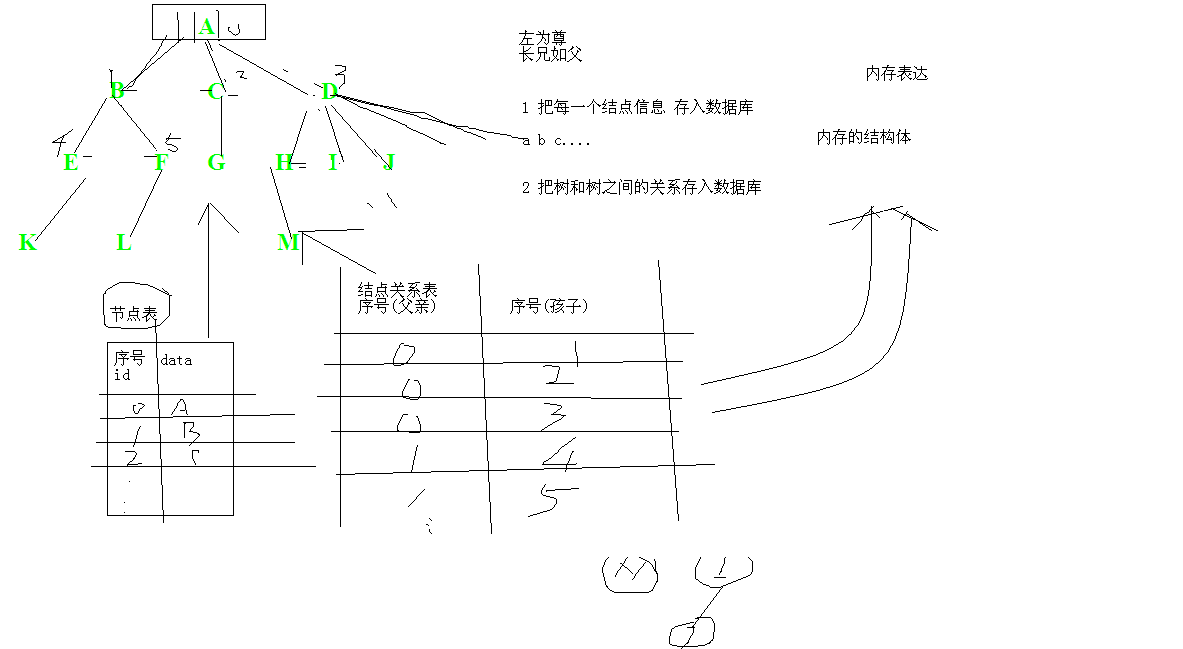 A 0
B 1 C 2 D 3
4 E F 5 G H I J
K L M
左为尊
长兄如父
1 把每一个结点信息 存入数据库
a b c....
2 把树和树之间的关系存入数据库
内存表达
内存的结构体
节点表
序号 data
id
0 A
1 B
2
结点关系表
序号(父亲) 序号(孩子)
0 1
0 2
0 3
1 4
1 5